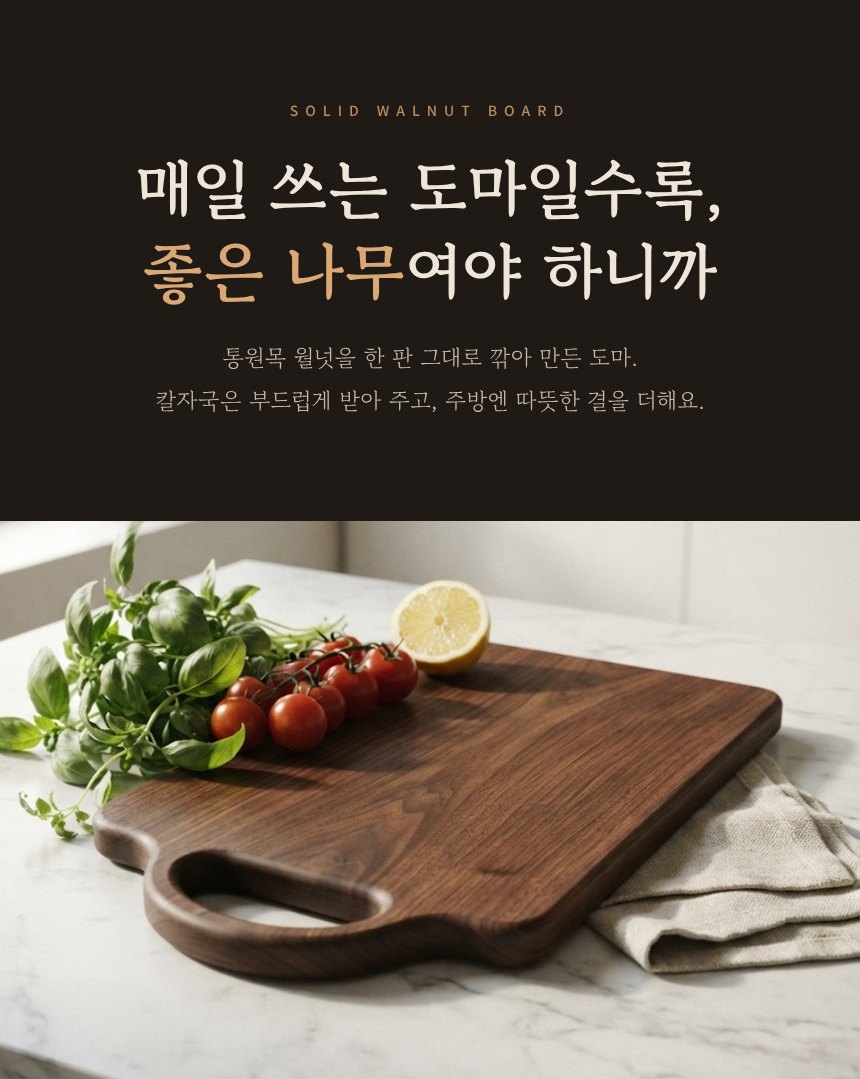 SOLID WALNUT BOARD
매일 쓰는 도마일수록,
좋은 나무여야 하니까
통원목 월넛을 한 판 그대로 깎아 만든 도마.
칼자국은 부드럽게 받아 주고, 주방엔 따뜻한 결을 더해요.